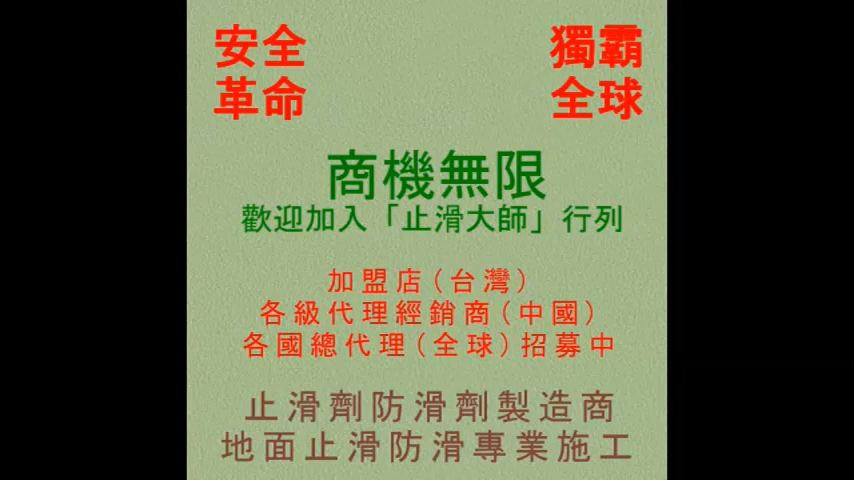 安全 獨霸
革命 全球
商機無限
歡迎加入「止滑大師」行列
加盟店(台灣)
各級代理經銷商(中國)
各國總代理(全球)招募中
止滑劑防滑劑製造商
地面止滑防滑專業施工